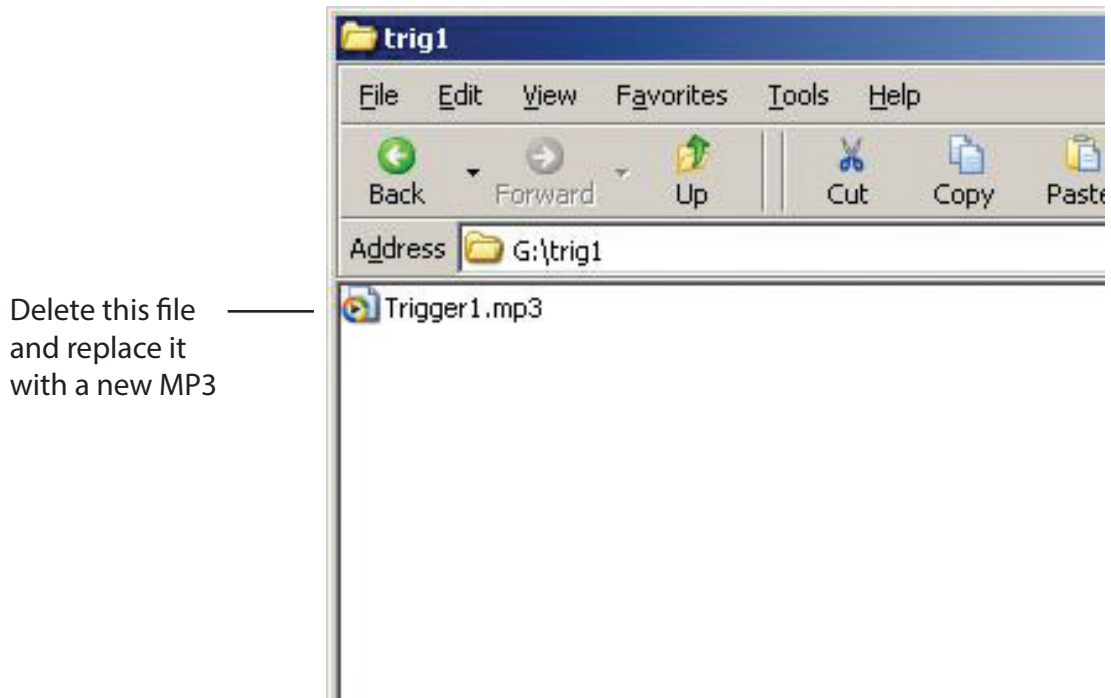 trig1
File Edit View Favorites Tools Help
Back Forward Up Cut Copy Paste
Address G:\trig1
Trigger1.mp3
Delete this file
and replace it
with a new MP3